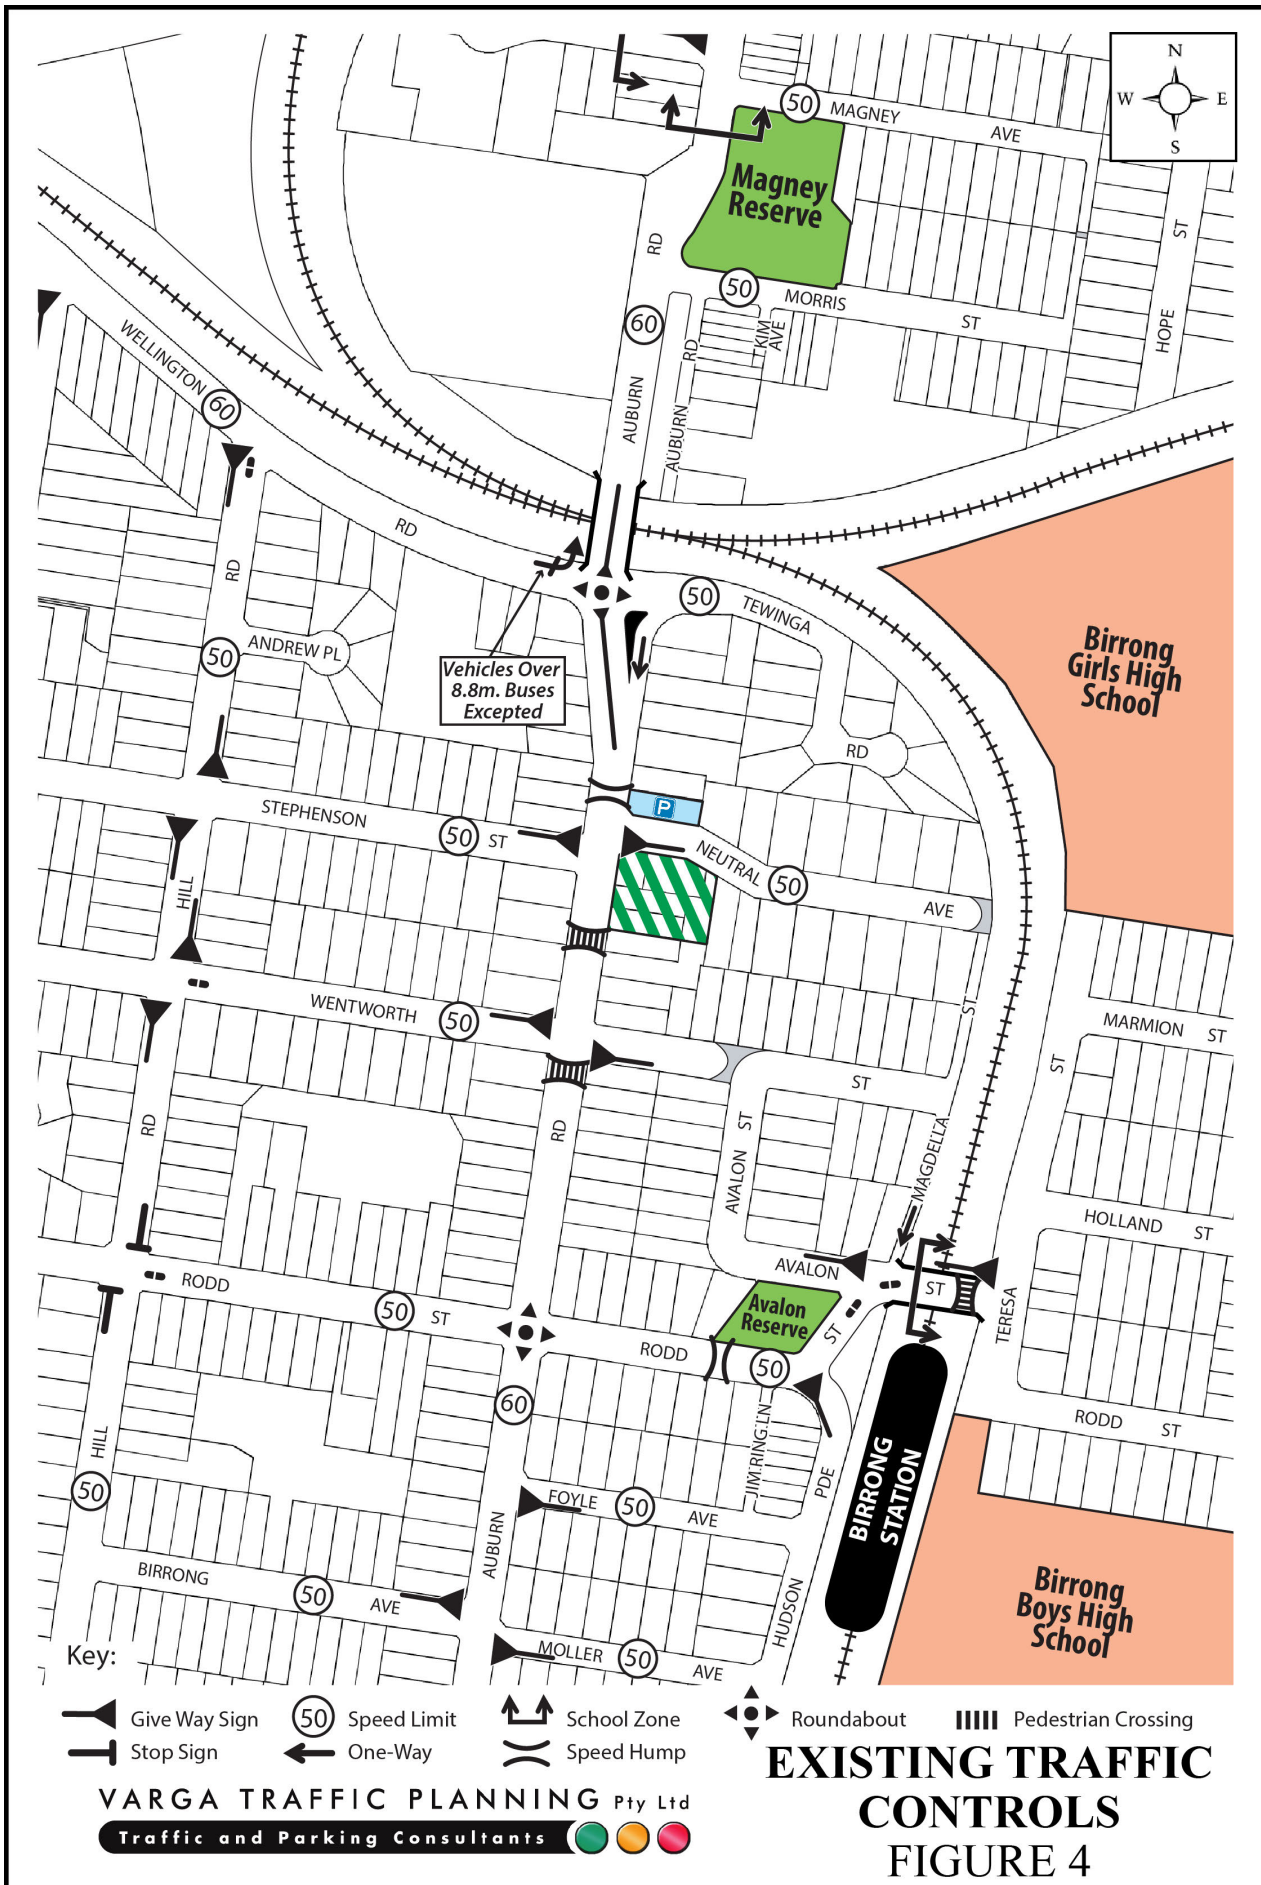 N
W E
S
50 MAGNEY AVE
Magney
Reserve
RD
ST
50 MORRIS ST
HOPE
60
KIM
AVE
RD
AUBURN
AUBURN
WELLINGTON 60
RD
RD
50 TEWINGA
Birrong
Girls High
School
ANDREW PL
50
Vehicles Over
8.8m. Buses
Excepted
RD
P
STEPHENSON 50 ST
NEUTRAL 50
AVE
HILL
WENTWORTH 50
ST
MARMION ST
ST
ST
RD
RD
AVALON ST
MAGDELLA
HOLLAND ST
AVALON
ST
TERESA
RODD 50 ST
Avalon
Reserve
ST
RODD 50
60
RODD ST
JIM RING LN
HILL
50
PDE
BIRRONG
STATION
FOYLE 50 AVE
AUBURN
BIRRONG 50 AVE
HUDSON
Birrong
Boys High
School
MOLLER 50 AVE
Key:
Give Way Sign 50 Speed Limit School Zone Roundabout Pedestrian Crossing
Stop Sign One-Way Speed Hump
EXISTING TRAFFIC
CONTROLS
FIGURE 4
VARGA TRAFFIC PLANNING Pty Ltd
Traffic and Parking Consultants